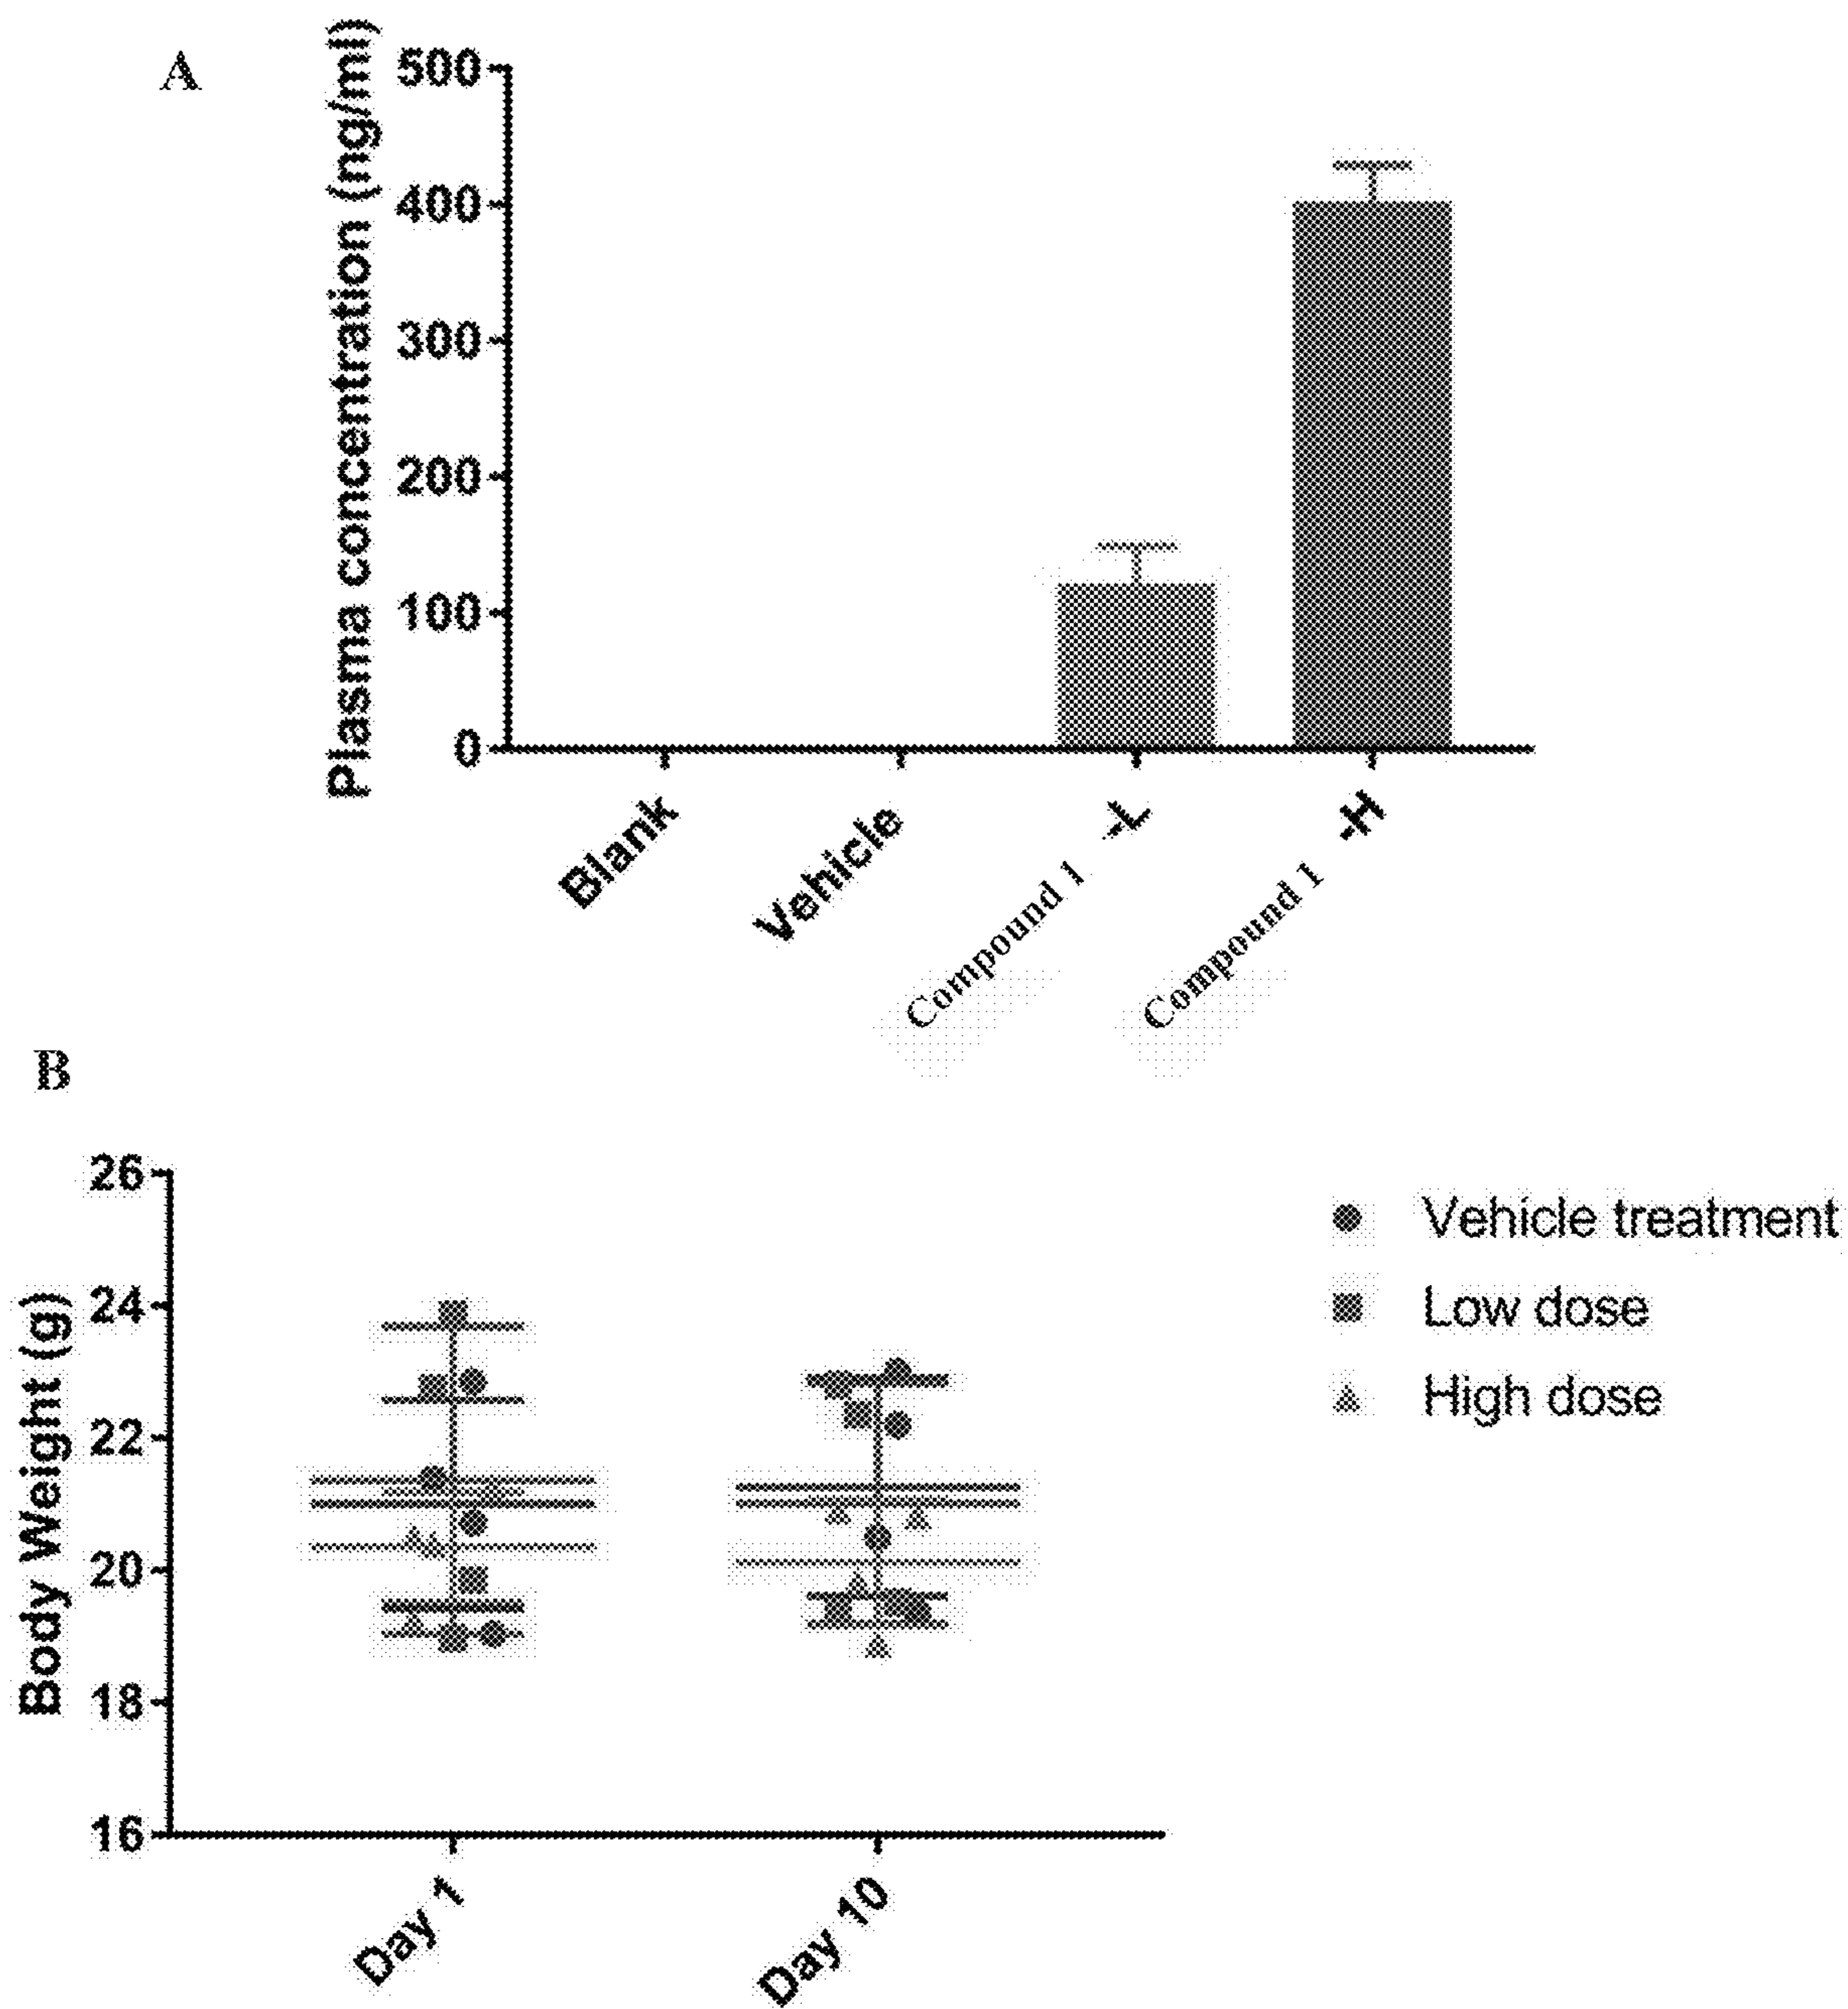 A
Plasma concentration (ng/ml)
500
400
300
200
100
0
Blank
Vehicle
Compound 1 -L
Compound 1 -H
B
Body Weight (g)
26
24
22
20
18
16
Day 1
Day 10
Vehicle treatment
Low dose
High dose